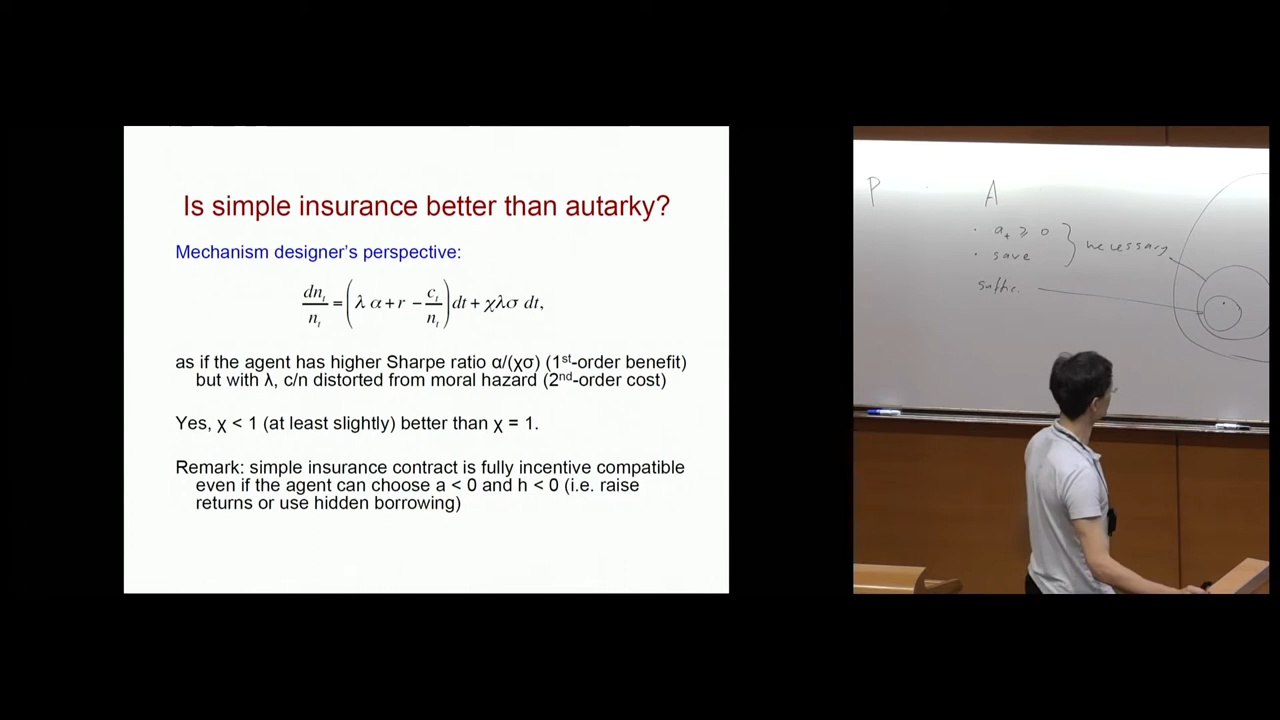 Is simple insurance better than autarky?
Mechanism designer's perspective:
dn_t/n_t = (λ α + r − c_t/n_t) dt + χλσ dt,
as if the agent has higher Sharpe ratio α/(χσ) (1st-order benefit)
but with λ, c/n distorted from moral hazard (2nd-order cost)
Yes, χ < 1 (at least slightly) better than χ = 1.
Remark: simple insurance contract is fully incentive compatible
even if the agent can choose a < 0 and h < 0 (i.e. raise
returns or use hidden borrowing)
P A
· a_t ⩾ 0 } necessary
· save
suffic.